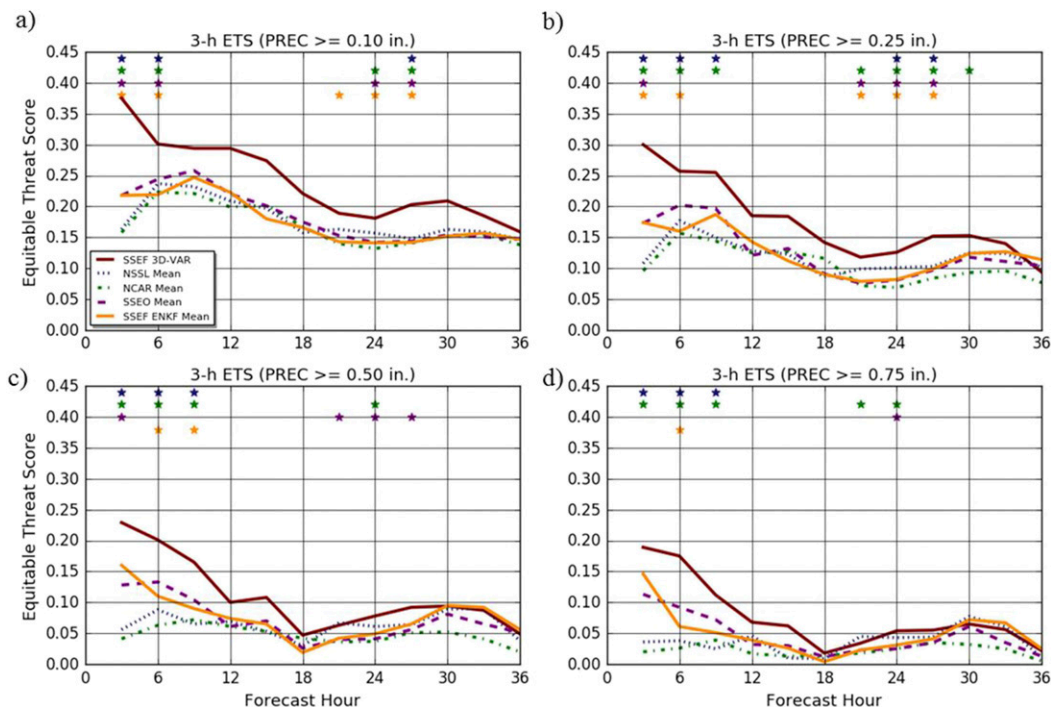 a)
3-h ETS (PREC >= 0.10 in.)
Equitable Threat Score
0.45
0.40
0.35
0.30
0.25
0.20
0.15
0.10
0.05
0.00
SSEF 3D-VAR
NSSL Mean
NCAR Mean
SSEO Mean
SSEF ENKF Mean
0 6 12 18 24 30 36
b)
3-h ETS (PREC >= 0.25 in.)
0.45
0.40
0.35
0.30
0.25
0.20
0.15
0.10
0.05
0.00
0 6 12 18 24 30 36
c)
3-h ETS (PREC >= 0.50 in.)
Equitable Threat Score
0.45
0.40
0.35
0.30
0.25
0.20
0.15
0.10
0.05
0.00
0 6 12 18 24 30 36
Forecast Hour
d)
3-h ETS (PREC >= 0.75 in.)
0.45
0.40
0.35
0.30
0.25
0.20
0.15
0.10
0.05
0.00
0 6 12 18 24 30 36
Forecast Hour